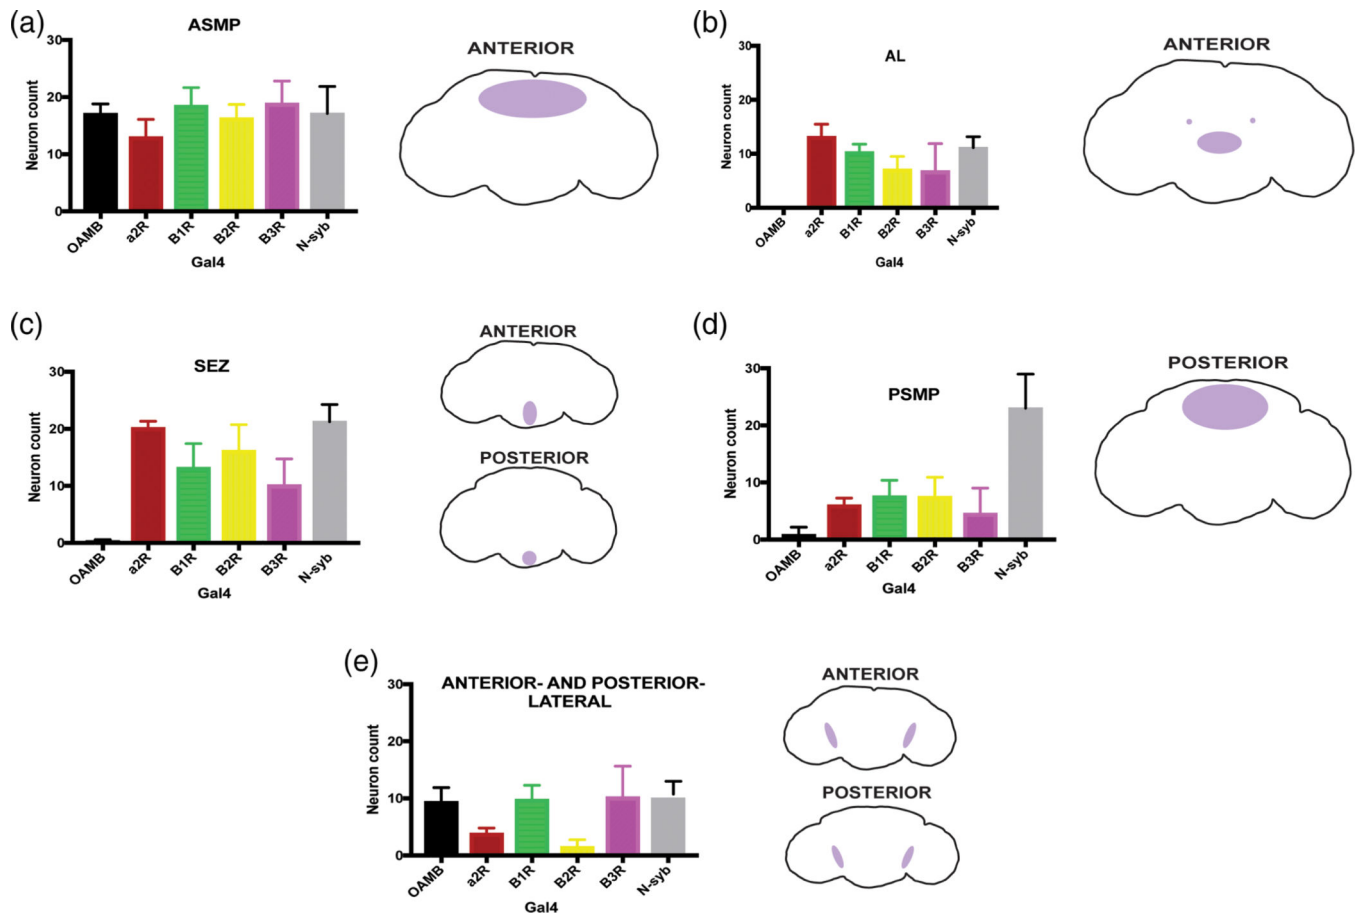 (a)
ASMP
30
20
10
0
Neuron count
OAMB
a2R
B1R
B2R
B3R
N-syb
Gal4
ANTERIOR
(b)
AL
30
20
10
0
Neuron count
OAMB
a2R
B1R
B2R
B3R
N-syb
Gal4
ANTERIOR
(c)
SEZ
30
20
10
0
Neuron count
OAMB
a2R
B1R
B2R
B3R
N-syb
Gal4
ANTERIOR
POSTERIOR
(d)
PSMP
30
20
10
0
Neuron count
OAMB
a2R
B1R
B2R
B3R
N-syb
Gal4
POSTERIOR
(e)
ANTERIOR- AND POSTERIOR-
LATERAL
30
20
10
0
Neuron count
OAMB
a2R
B1R
B2R
B3R
N-syb
Gal4
ANTERIOR
POSTERIOR